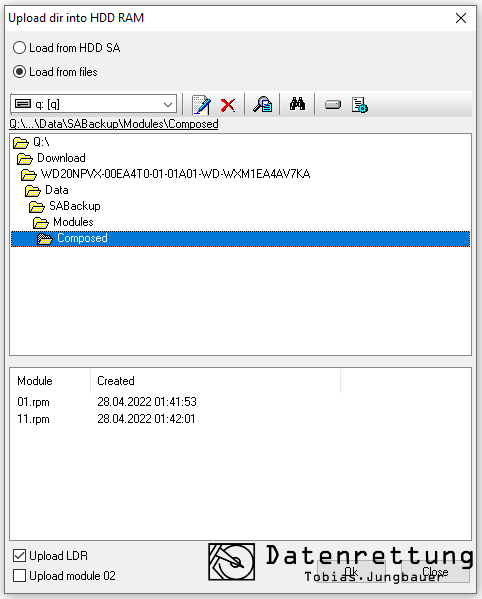 Upload dir into HDD RAM
Load from HDD SA
Load from files
q: [q]
Q:\...\Data\SABackup\Modules\Composed
Q:\
Download
WD20NPVX-00EA4T0-01-01A01-WD-WXM1EA4AV7KA
Data
SABackup
Modules
Composed
Module Created
01.rpm 28.04.2022 01:41:53
11.rpm 28.04.2022 01:42:01
Upload LDR
Upload module 02
Datenrettung
Tobias.Jungbauer
Ok Close